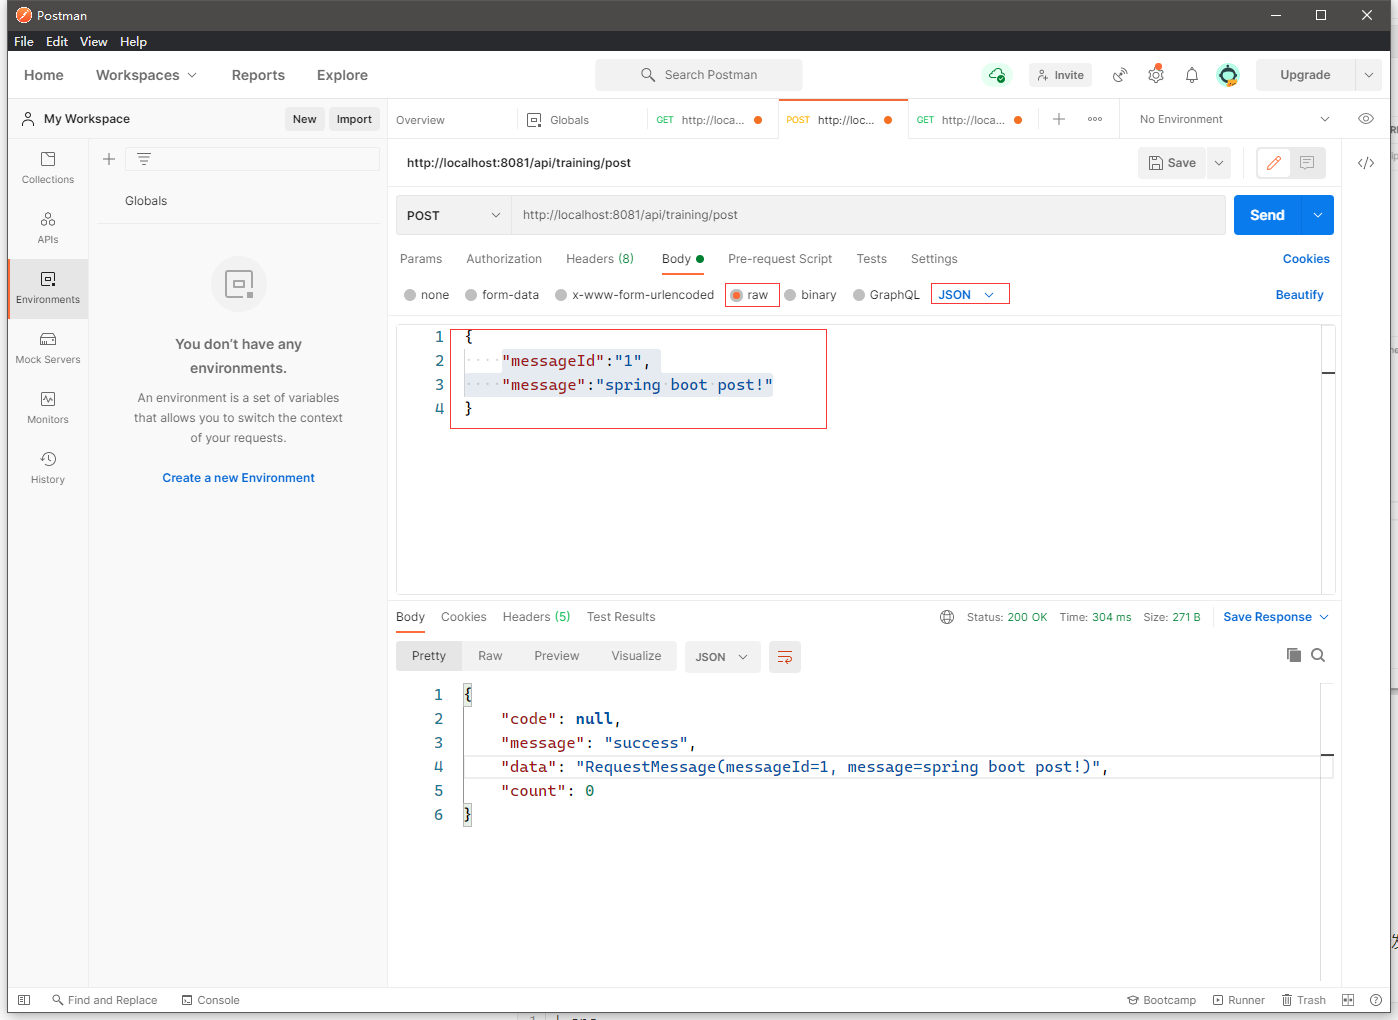 Postman
File Edit View Help
Home Workspaces Reports Explore Search Postman Invite Upgrade
My Workspace New Import Overview Globals GET http://loca... POST http://loc... GET http://loca... No Environment
http://localhost:8081/api/training/post Save
Collections
Globals
POST http://localhost:8081/api/training/post Send
APIs
Params Authorization Headers (8) Body Pre-request Script Tests Settings Cookies
Environments
none form-data x-www-form-urlencoded raw binary GraphQL JSON Beautify
Mock Servers
Monitors
History
You don't have any
environments.
An environment is a set of variables
that allows you to switch the context
of your requests.
Create a new Environment
1 {
2 "messageId":"1",
3 "message":"spring boot post!"
4 }
Body Cookies Headers (5) Test Results Status: 200 OK Time: 304 ms Size: 271 B Save Response
Pretty Raw Preview Visualize JSON
1 {
2 "code": null,
3 "message": "success",
4 "data": "RequestMessage(messageId=1, message=spring boot post!)",
5 "count": 0
6 }
Find and Replace Console Bootcamp Runner Trash